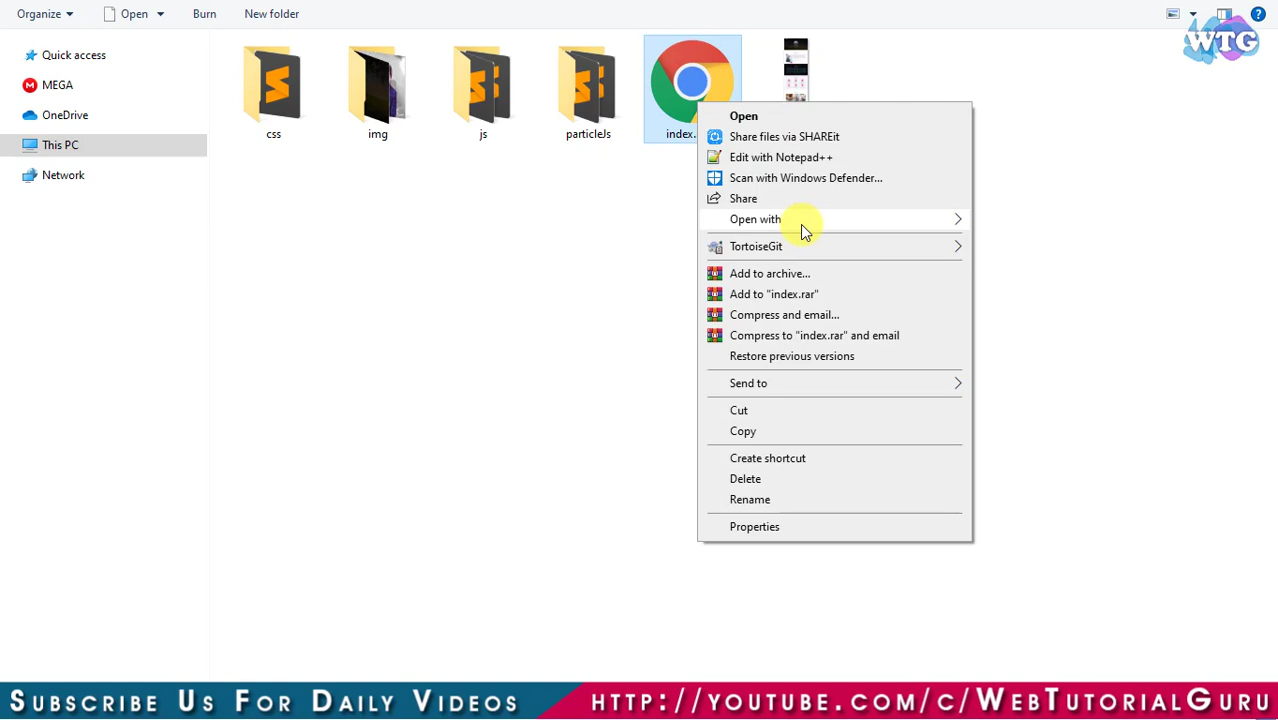 Organize Open Burn New folder
WTG
Quick access
MEGA
OneDrive
This PC
Network
css img js particleJs index.
Open
Share files via SHAREit
Edit with Notepad++
Scan with Windows Defender...
Share
Open with
TortoiseGit
Add to archive...
Add to "index.rar"
Compress and email...
Compress to "index.rar" and email
Restore previous versions
Send to
Cut
Copy
Create shortcut
Delete
Rename
Properties
SUBSCRIBE US FOR DAILY VIDEOS HTTP://YOUTUBE.COM/C/WEBTUTORIALGURU